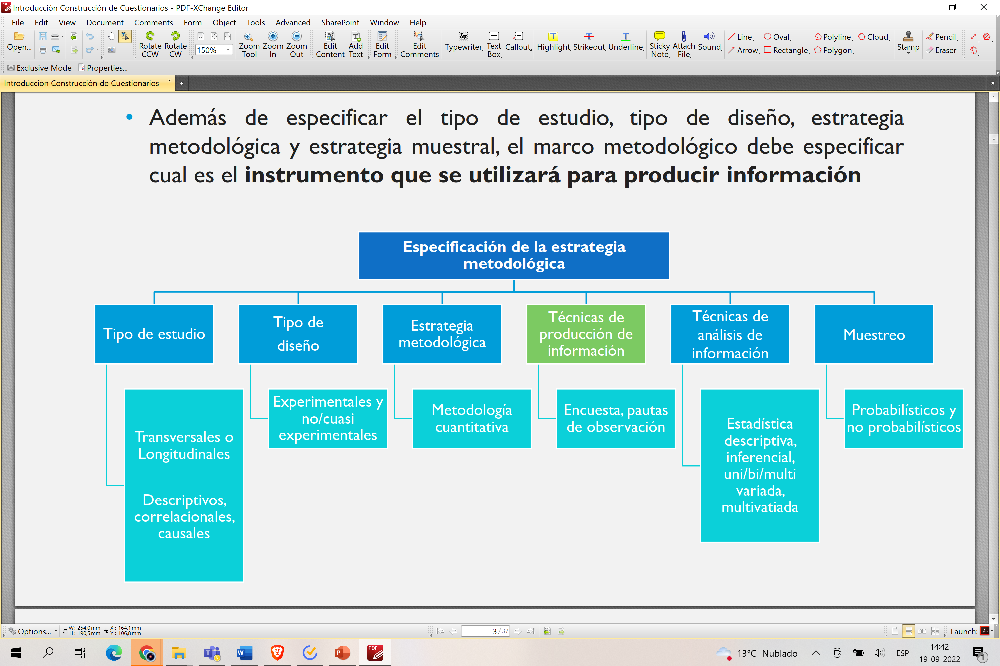 Introducción Construcción de Cuestionarios - PDF-XChange Editor
File Edit View Document Comments Form Object Tools Advanced SharePoint Window Help
Open...
Rotate CCW
Rotate CW
150%
Zoom Tool
Zoom In
Zoom Out
Edit Content
Add Text
Edit Form
Edit Comments
Typewriter
Text Box
Callout
Highlight
Strikeout
Underline
Sticky Note
Attach File
Sound
Line
Oval
Polyline
Cloud
Arrow
Rectangle
Polygon
Stamp
Pencil
Eraser
Exclusive Mode Properties...
Introducción Construcción de Cuestionarios
• Además de especificar el tipo de estudio, tipo de diseño, estrategia
metodológica y estrategia muestral, el marco metodológico debe especificar
cual es el instrumento que se utilizará para producir información
Especificación de la estrategia
metodológica
Tipo de estudio
Transversales o
Longitudinales
Descriptivos,
correlacionales,
causales
Tipo de
diseño
Experimentales y
no/cuasi
experimentales
Estrategia
metodológica
Metodología
cuantitativa
Técnicas de
producción de
información
Encuesta, pautas
de observación
Técnicas de
análisis de
información
Estadística
descriptiva,
inferencial,
uni/bi/multi
variada,
multivatiada
Muestreo
Probabilísticos y
no probabilísticos
Options...
W: 254,0 mm
H: 190,5 mm
X: 164,1 mm
Y: 106,8 mm
3 / 37
Launch:
PDF
13°C Nublado
ESP
14:42
19-09-2022
1